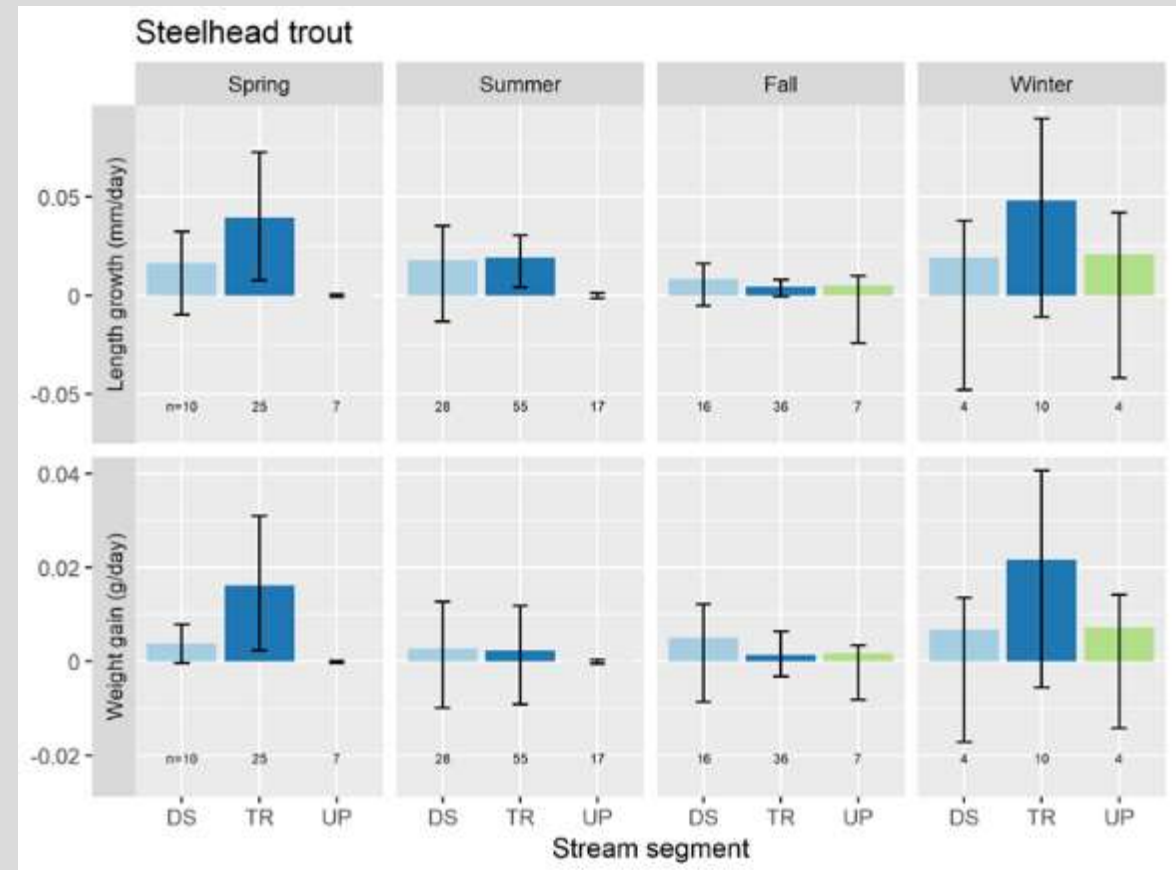 Steelhead trout
Spring Summer Fall Winter
Length growth (mm/day)
0.05
0
-0.05
n=10 25 7 28 55 17 16 36 7 4 10 4
Weight gain (g/day)
0.04
0.02
0
-0.02
n=10 25 7 28 55 17 16 36 7 4 10 4
DS TR UP DS TR UP DS TR UP DS TR UP
Stream segment